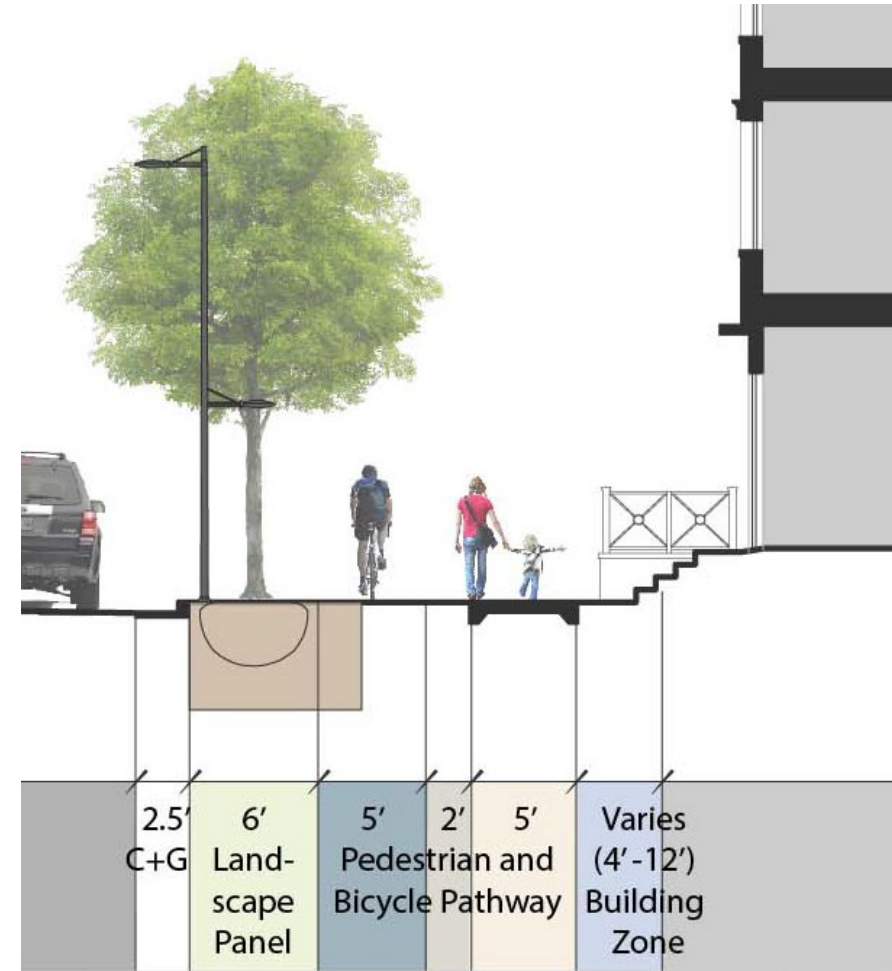 2.5’ 6’ 5’ 2’ 5’ Varies
C+G Land- Pedestrian and (4’-12’)
scape Bicycle Pathway Building
Panel Zone